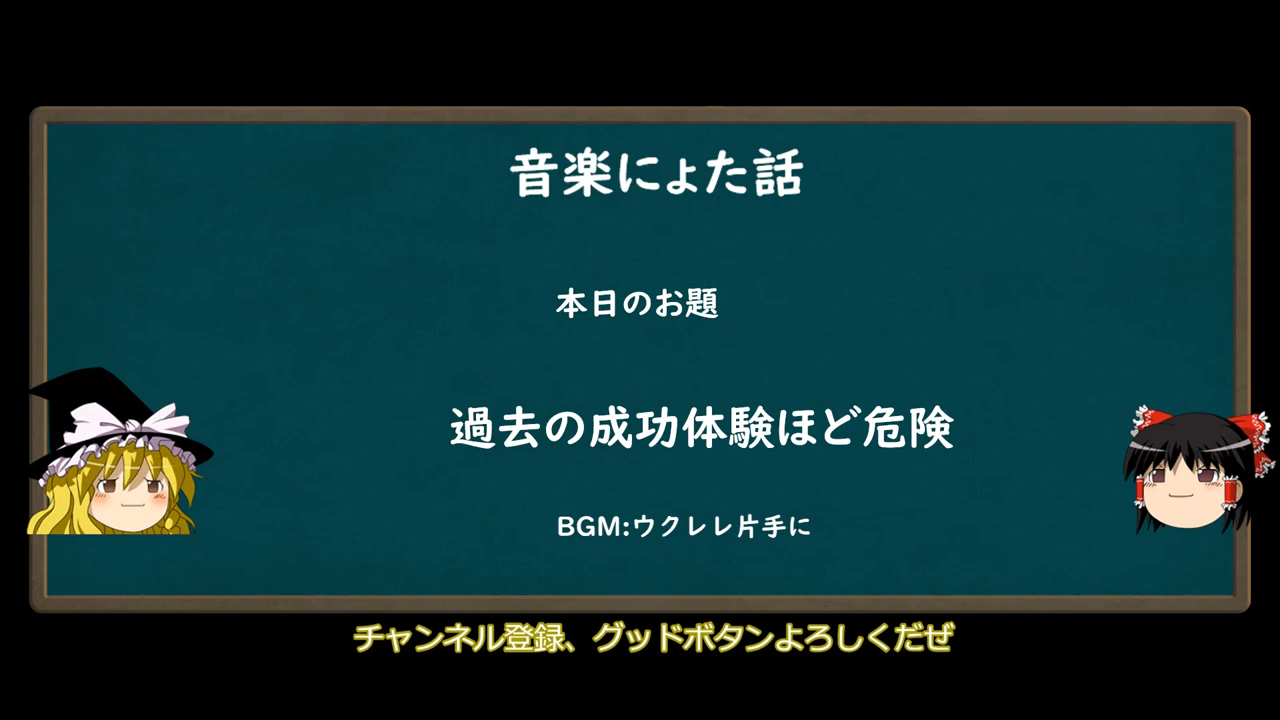 音楽にょた話
本日のお題
過去の成功体験ほど危険
BGM:ウクレレ片手に
チャンネル登録、グッドボタンよろしくだぜ